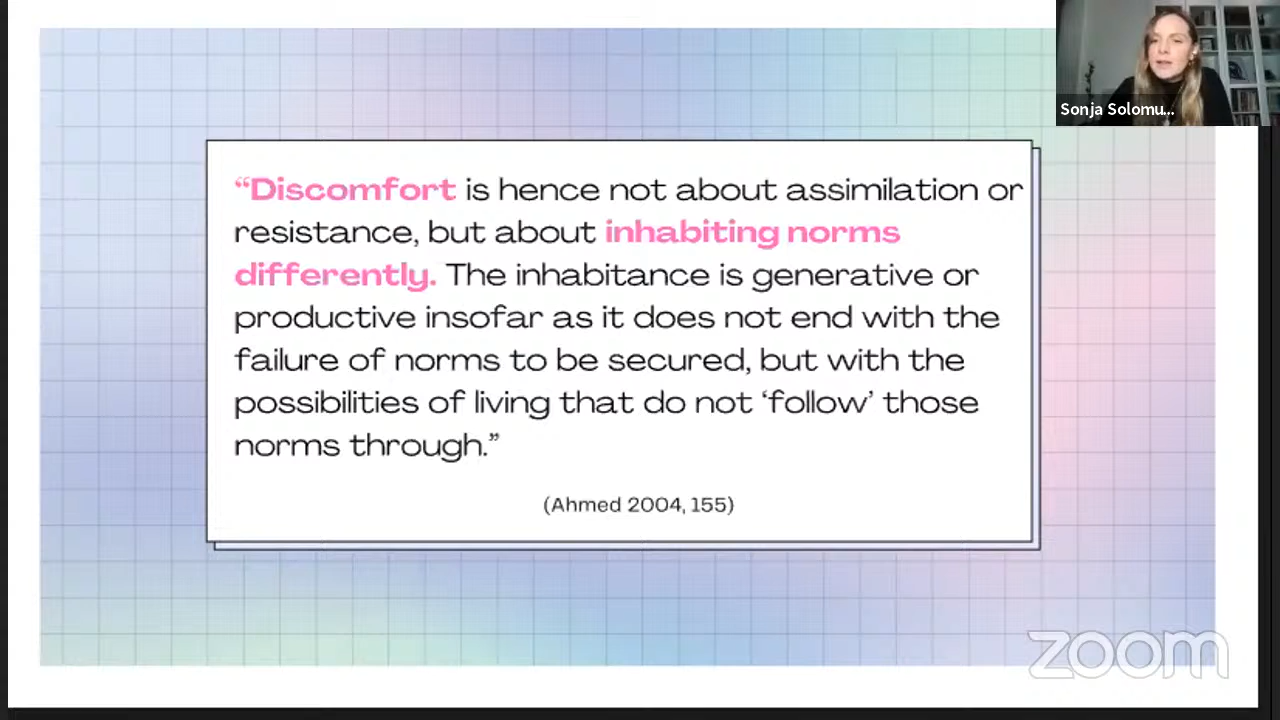 Sonja Solomu...
“Discomfort is hence not about assimilation or
resistance, but about inhabiting norms
differently. The inhabitance is generative or
productive insofar as it does not end with the
failure of norms to be secured, but with the
possibilities of living that do not ‘follow’ those
norms through.”
(Ahmed 2004, 155)
zoom